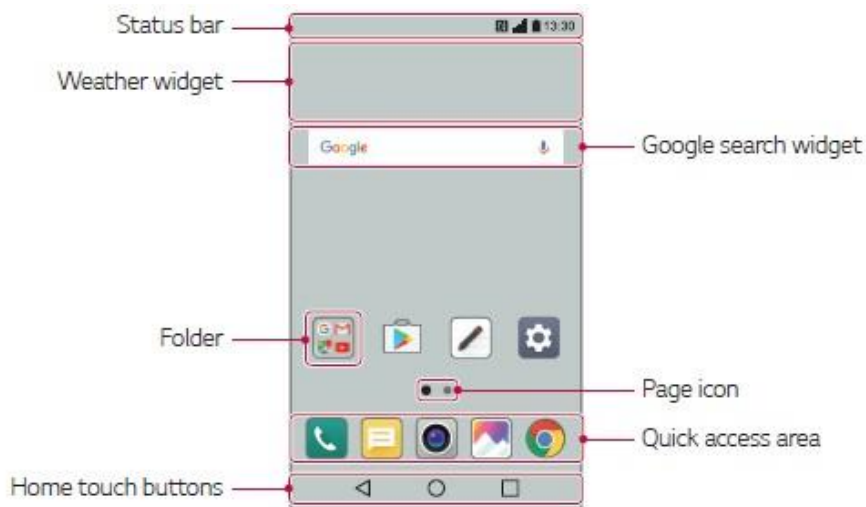 Status bar
13:30
Weather widget
Google
Google search widget
Folder
G
Page icon
Quick access area
Home touch buttons